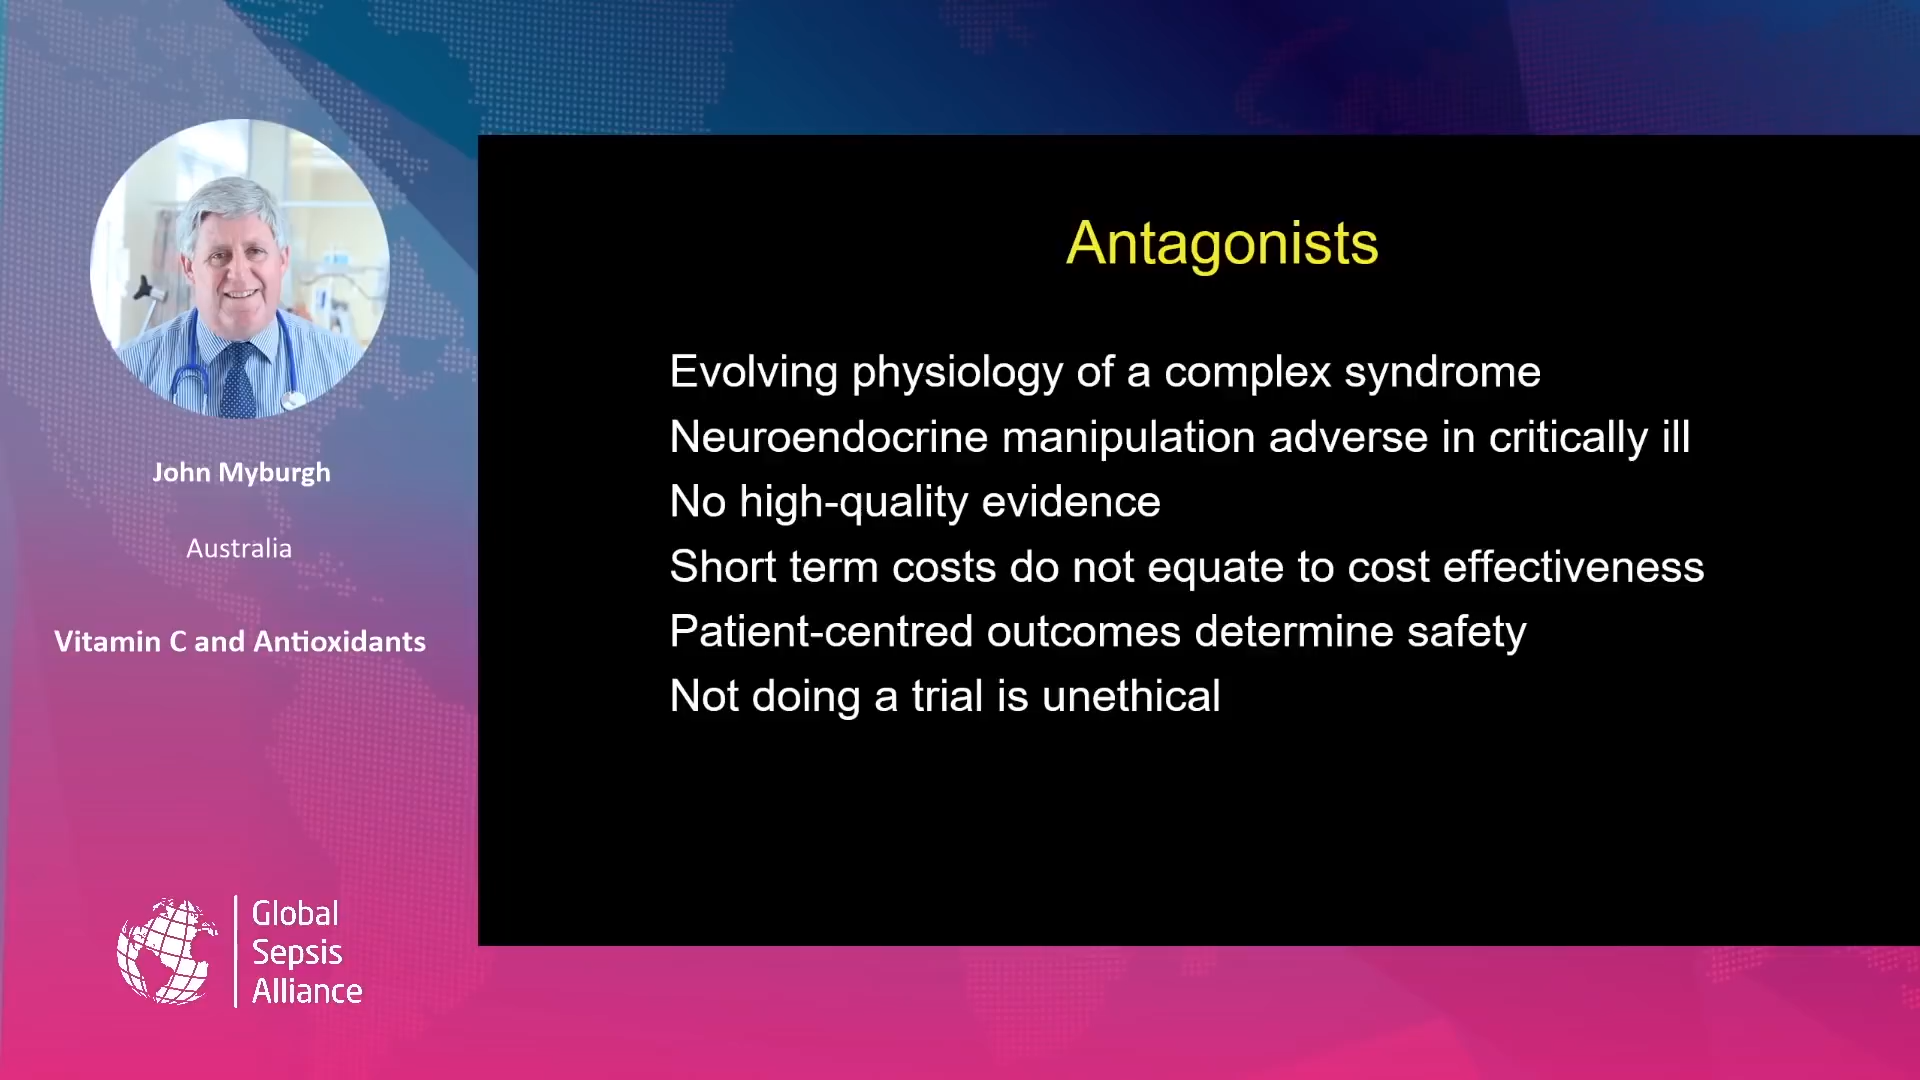 John Myburgh
Australia
Vitamin C and Antioxidants
Global
Sepsis
Alliance
Antagonists
Evolving physiology of a complex syndrome
Neuroendocrine manipulation adverse in critically ill
No high-quality evidence
Short term costs do not equate to cost effectiveness
Patient-centred outcomes determine safety
Not doing a trial is unethical